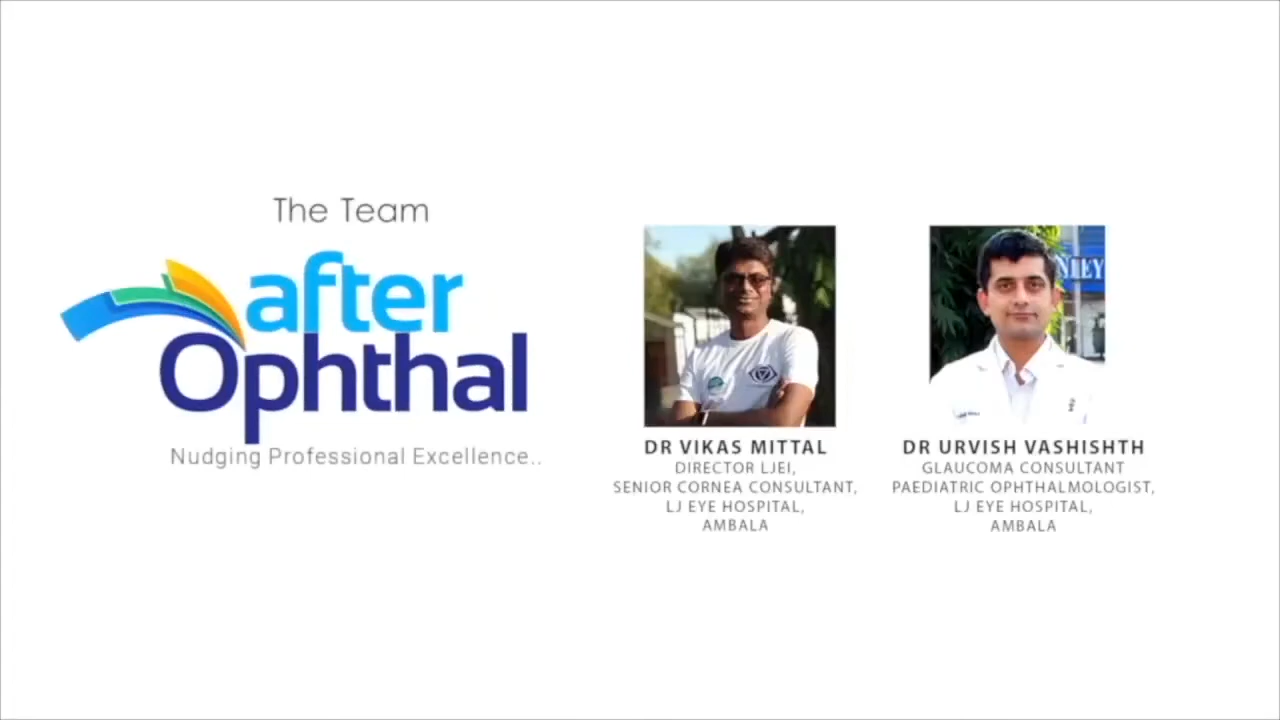 The Team
after
Ophthal
Nudging Professional Excellence..
NLEY
DR VIKAS MITTAL
DIRECTOR LJEI,
SENIOR CORNEA CONSULTANT,
LJ EYE HOSPITAL,
AMBALA
DR URVISH VASHISHTH
GLAUCOMA CONSULTANT
PAEDIATRIC OPHTHALMOLOGIST,
LJ EYE HOSPITAL,
AMBALA